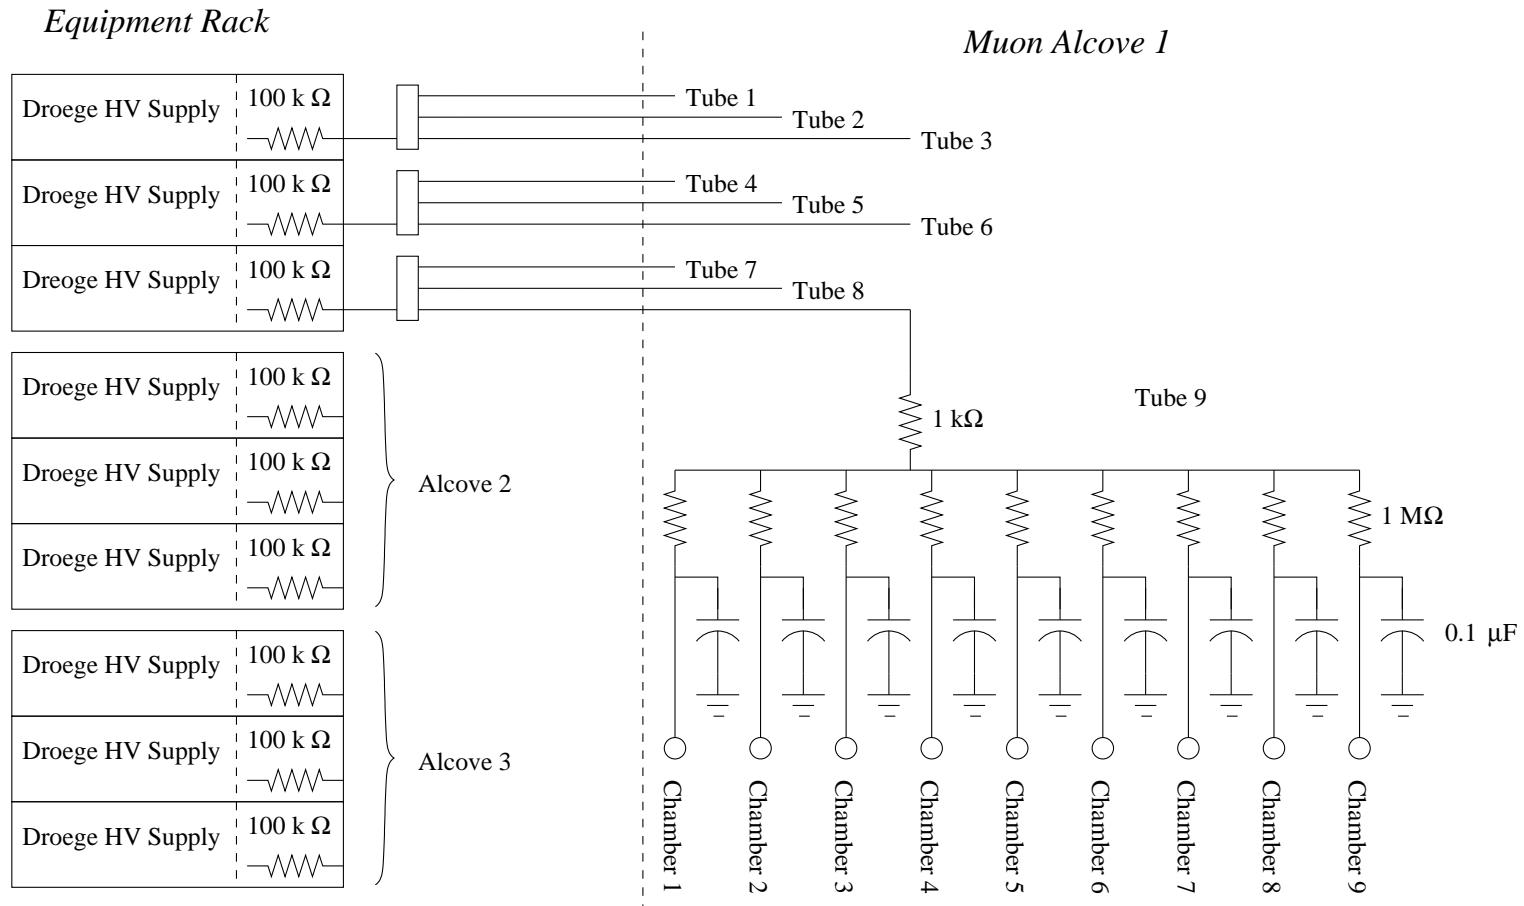 Equipment Rack
Muon Alcove 1
Droege HV Supply
100 k Ω
Tube 1
Tube 2
Tube 3
Droege HV Supply
100 k Ω
Tube 4
Tube 5
Tube 6
Dreoge HV Supply
100 k Ω
Tube 7
Tube 8
Droege HV Supply
100 k Ω
Droege HV Supply
100 k Ω
Droege HV Supply
100 k Ω
Alcove 2
Tube 9
1 kΩ
1 MΩ
0.1 µF
Droege HV Supply
100 k Ω
Droege HV Supply
100 k Ω
Droege HV Supply
100 k Ω
Alcove 3
Chamber 1
Chamber 2
Chamber 3
Chamber 4
Chamber 5
Chamber 6
Chamber 7
Chamber 8
Chamber 9